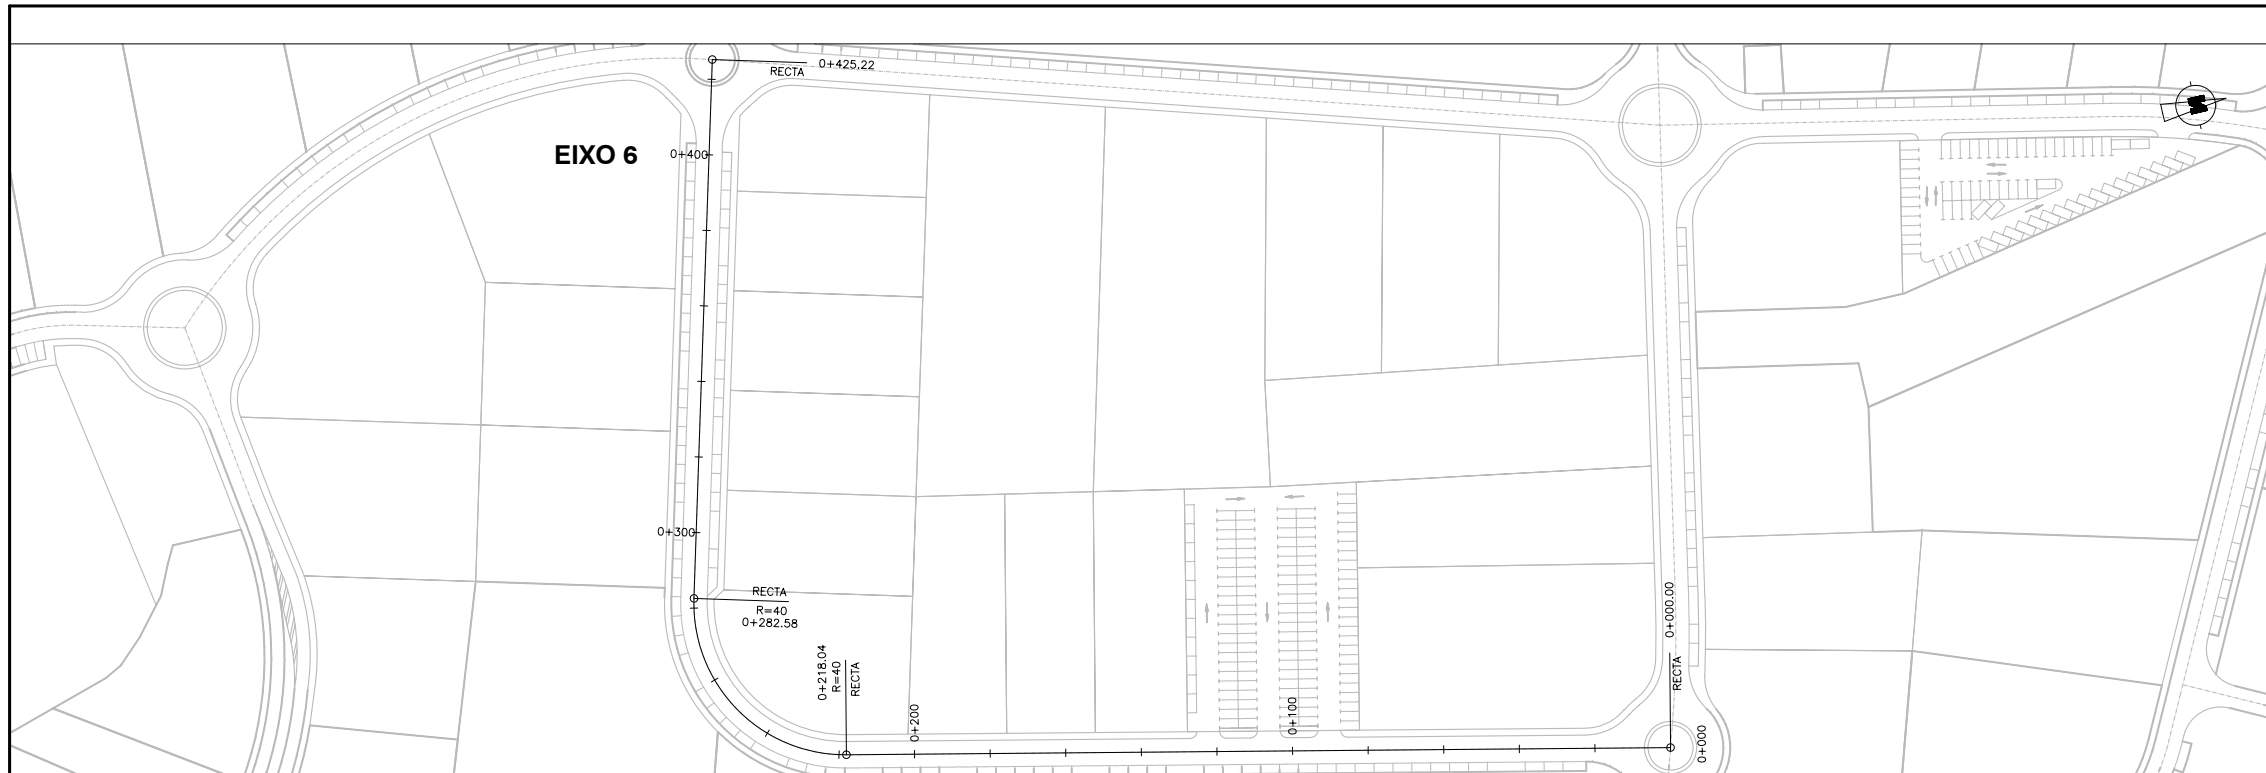 0+425.22
RECTA
EIXO 6
0+400
0+300
RECTA
R=40
0+282.58
0+218.04
R=40
RECTA
0+200
0+100
0+000.00
RECTA
0+000
N